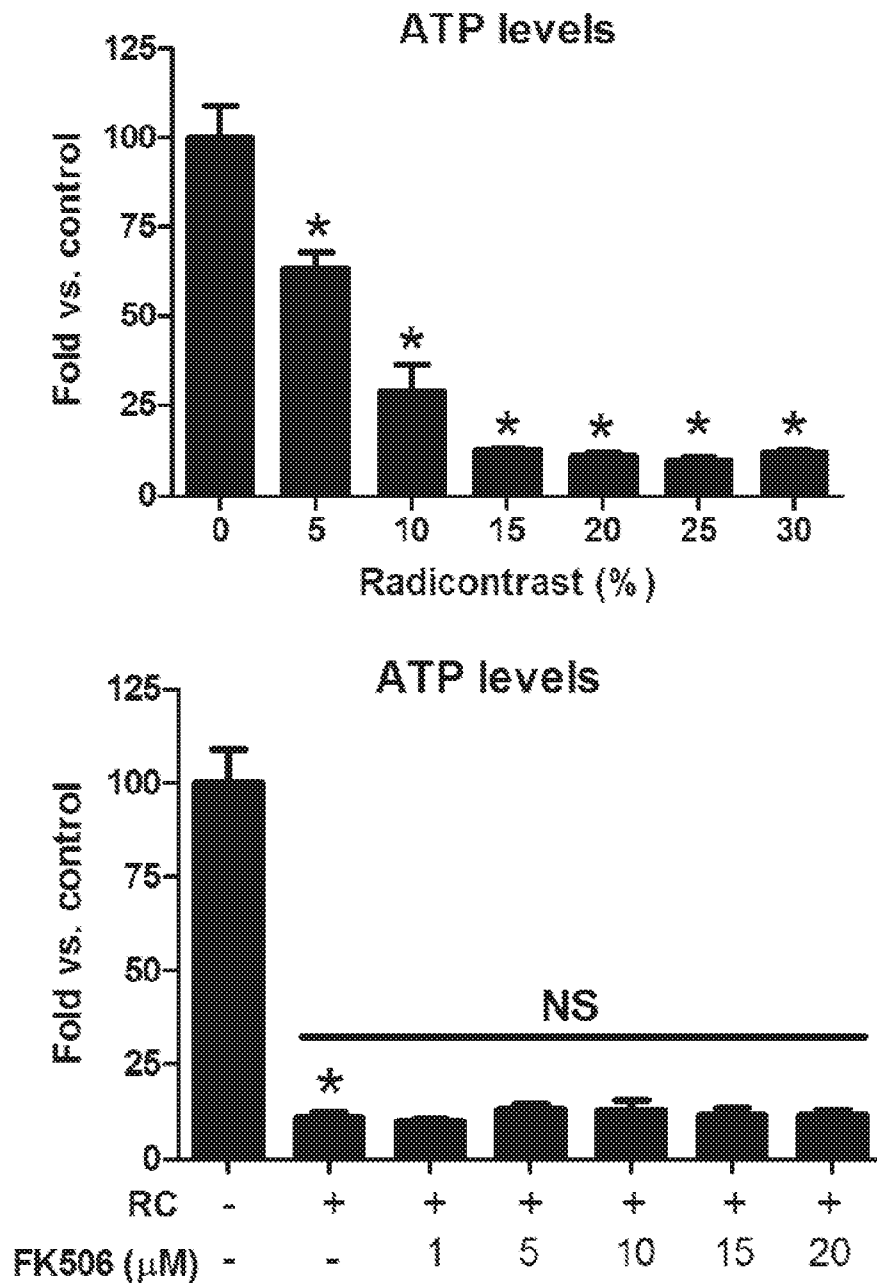 ATP levels
Fold vs. control
125
100
75
50
25
0
*
*
*
*
*
*
0 5 10 15 20 25 30
Radicontrast (%)
ATP levels
Fold vs. control
125
100
75
50
25
0
NS
*
RC - + + + + + +
FK506 (μM) - - 1 5 10 15 20